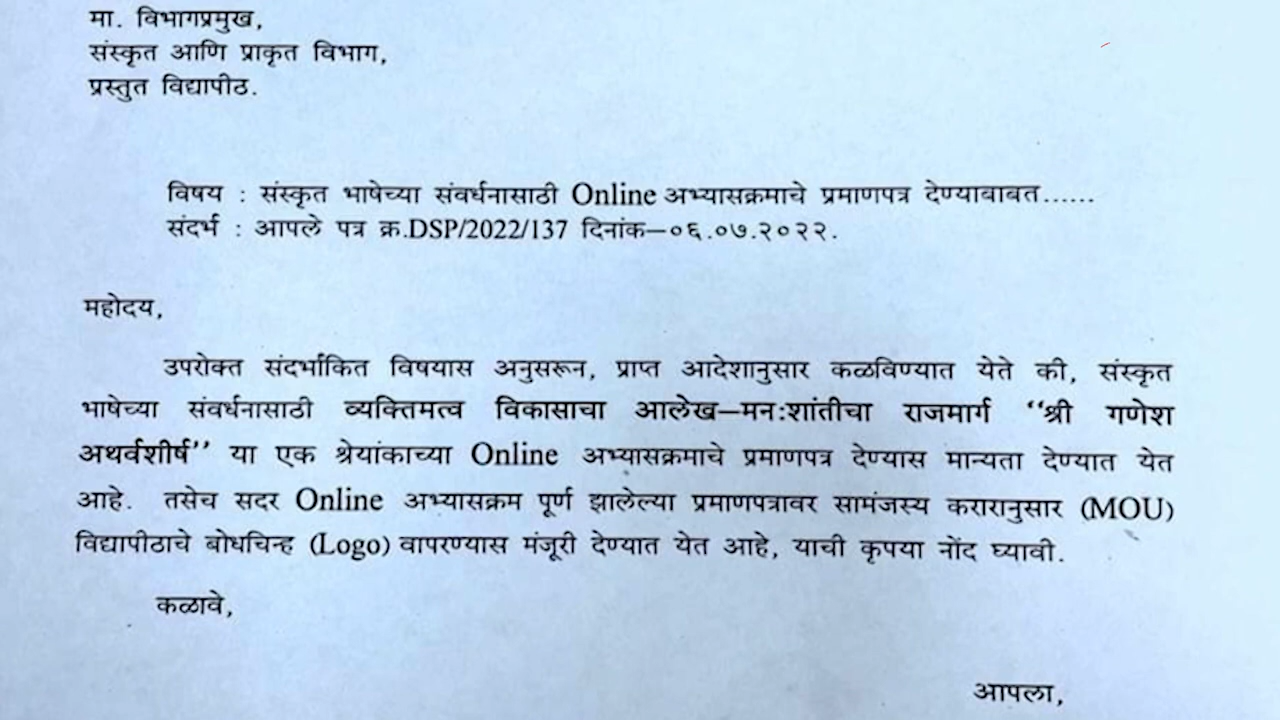 मा. विभागप्रमुख,
संस्कृत आणि प्राकृत विभाग,
प्रस्तुत विद्यापीठ.
विषय : संस्कृत भाषेच्या संवर्धनासाठी Online अभ्यासक्रमाचे प्रमाणपत्र देण्याबाबत......
संदर्भ : आपले पत्र क्र.DSP/2022/137 दिनांक–०६.०७.२०२२.
महोदय,
उपरोक्त संदर्भांकित विषयास अनुसरून, प्राप्त आदेशानुसार कळविण्यात येते की, संस्कृत
भाषेच्या संवर्धनासाठी व्यक्तिमत्व विकासाचा आलेख–मन:शांतीचा राजमार्ग ‘‘श्री गणेश
अथर्वशीर्ष’’ या एक श्रेयांकाच्या Online अभ्यासक्रमाचे प्रमाणपत्र देण्यास मान्यता देण्यात येत
आहे. तसेच सदर Online अभ्यासक्रम पूर्ण झालेल्या प्रमाणपत्रावर सामंजस्य करारानुसार (MOU)
विद्यापीठाचे बोधचिन्ह (Logo) वापरण्यास मंजूरी देण्यात येत आहे, याची कृपया नोंद घ्यावी.
कळावे,
आपला,